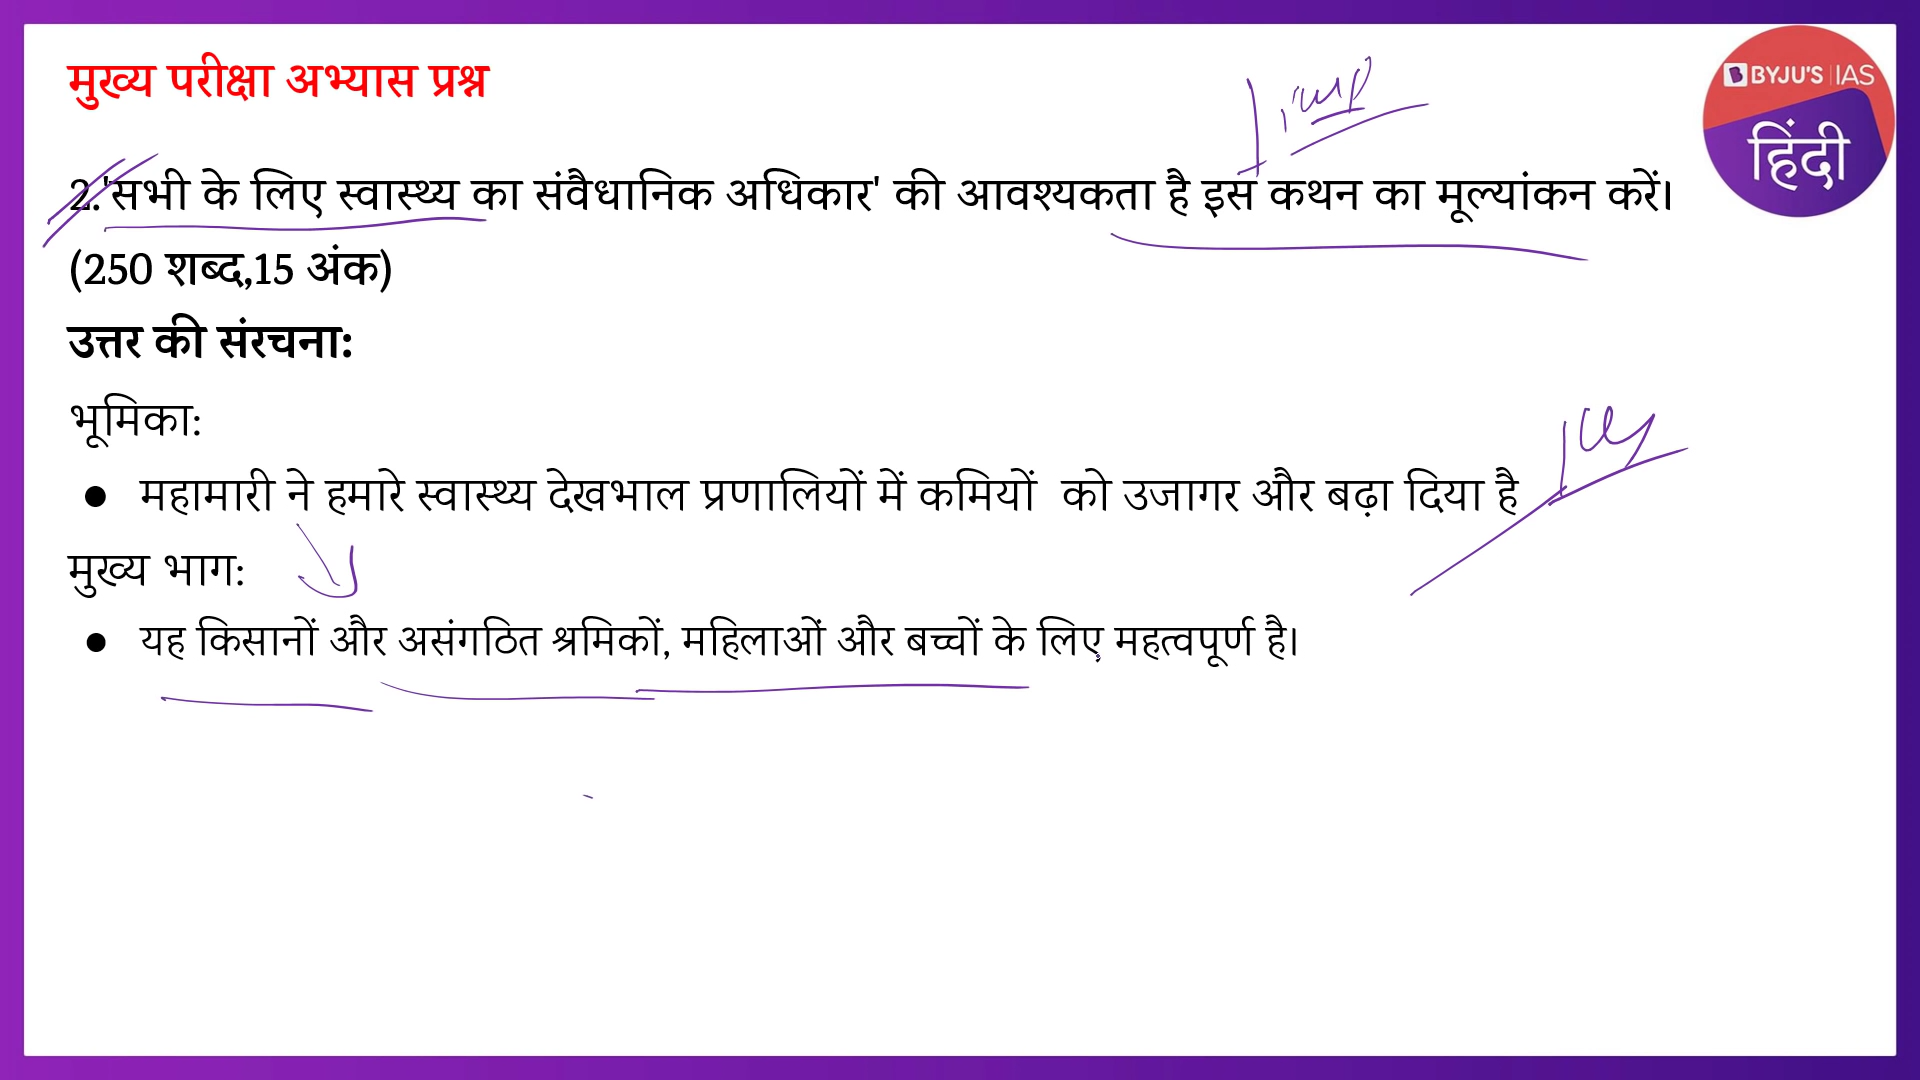 मुख्य परीक्षा अभ्यास प्रश्न
BYJU'S IAS
हिंदी
imp
2.'सभी के लिए स्वास्थ्य का संवैधानिक अधिकार' की आवश्यकता है इस कथन का मूल्यांकन करें।
(250 शब्द,15 अंक)
उत्तर की संरचना:
भूमिका:
● महामारी ने हमारे स्वास्थ्य देखभाल प्रणालियों में कमियों को उजागर और बढ़ा दिया है
मुख्य भाग:
● यह किसानों और असंगठित श्रमिकों, महिलाओं और बच्चों के लिए महत्वपूर्ण है।